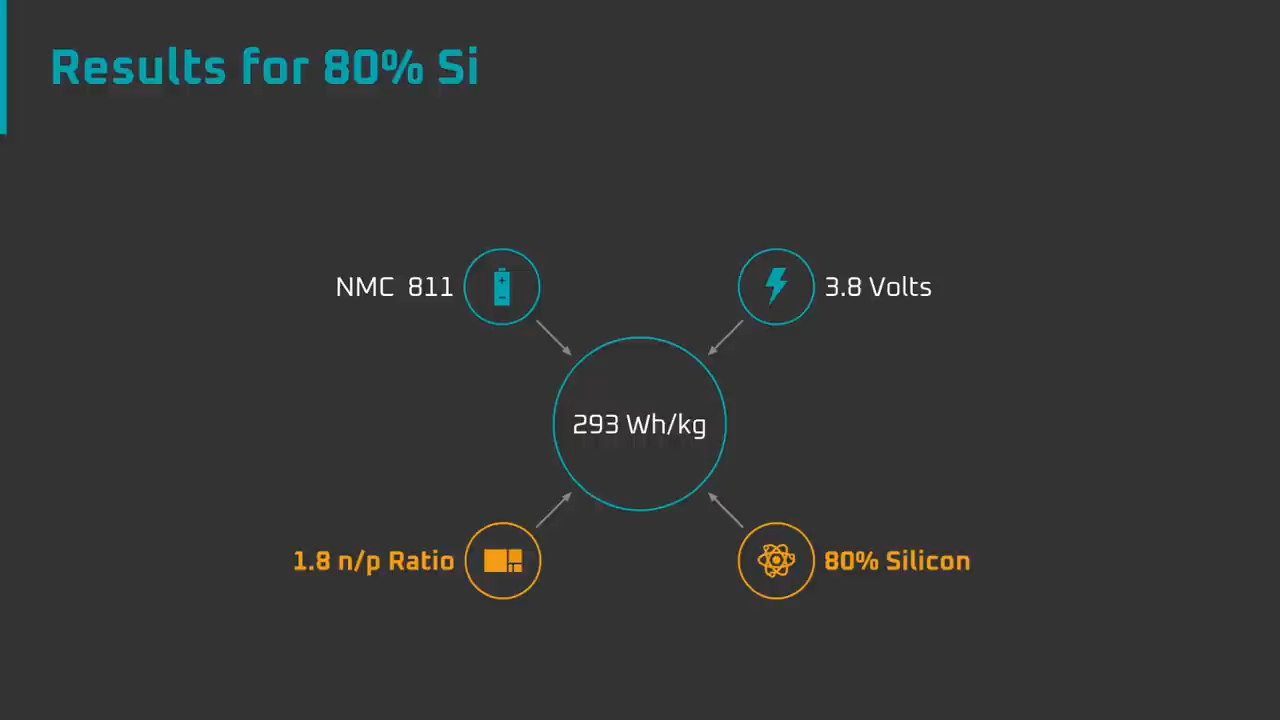 Results for 80% Si
NMC 811
3.8 Volts
293 Wh/kg
1.8 n/p Ratio
80% Silicon